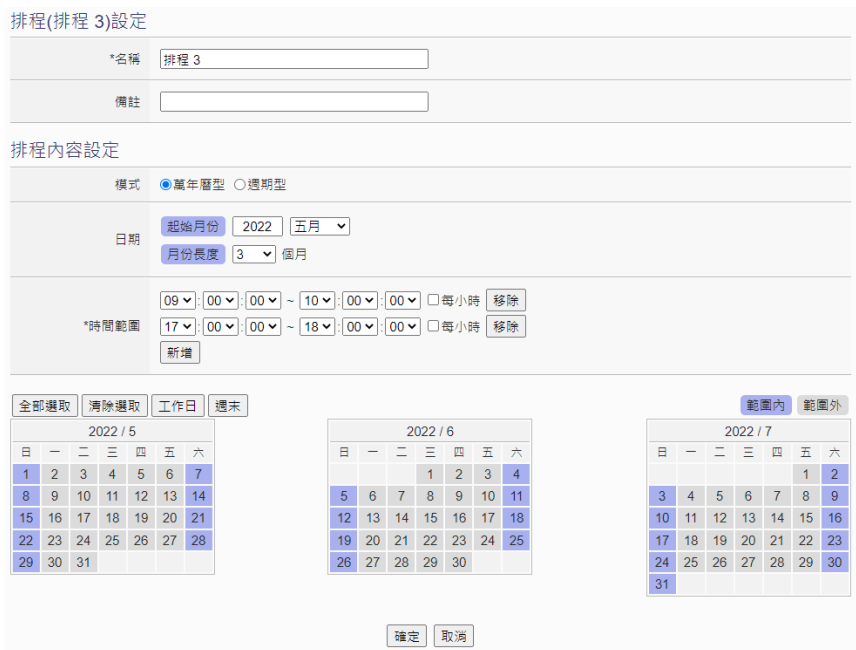 排程(排程 3)設定
*名稱 排程 3
備註
排程內容設定
模式 萬年曆型 週期型
日期 起始月份 2022 五月
月份長度 3 個月
*時間範圍 09 : 00 : 00 ~ 10 : 00 : 00 每小時 移除
17 : 00 : 00 ~ 18 : 00 : 00 每小時 移除
新增
全部選取 清除選取 工作日 週末 範圍內 範圍外
2022 / 5
日 一 二 三 四 五 六
1 2 3 4 5 6 7
8 9 10 11 12 13 14
15 16 17 18 19 20 21
22 23 24 25 26 27 28
29 30 31
2022 / 6
日 一 二 三 四 五 六
1 2 3 4
5 6 7 8 9 10 11
12 13 14 15 16 17 18
19 20 21 22 23 24 25
26 27 28 29 30
2022 / 7
日 一 二 三 四 五 六
1 2
3 4 5 6 7 8 9
10 11 12 13 14 15 16
17 18 19 20 21 22 23
24 25 26 27 28 29 30
31
確定 取消